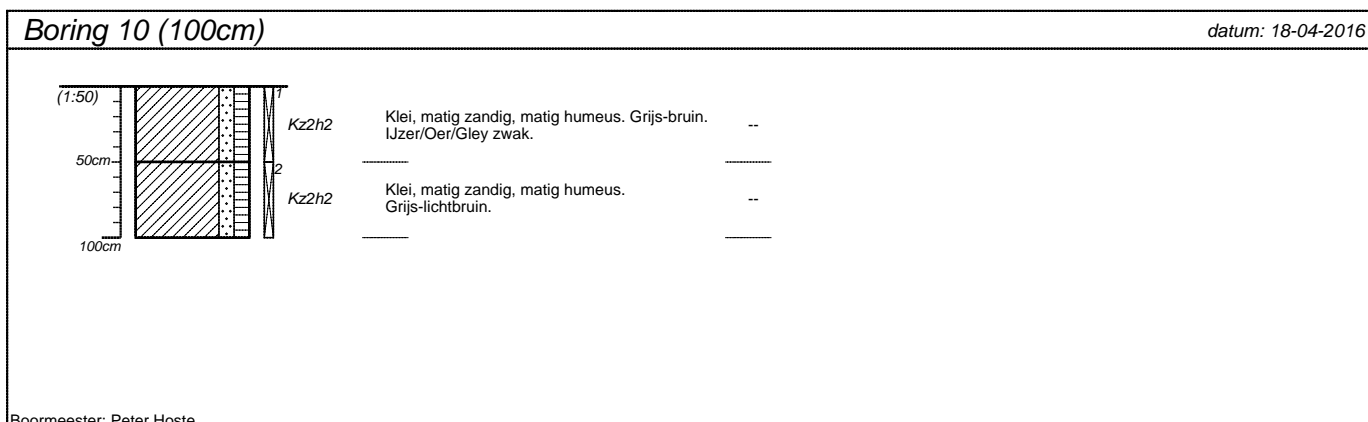 Boring 10 (100cm)
datum: 18-04-2016
(1:50)
1
Kz2h2
Klei, matig zandig, matig humeus. Grijs-bruin.
IJzer/Oer/Gley zwak.
--
50cm
2
Kz2h2
Klei, matig zandig, matig humeus.
Grijs-lichtbruin.
--
100cm
Boormeester: Peter Hoste